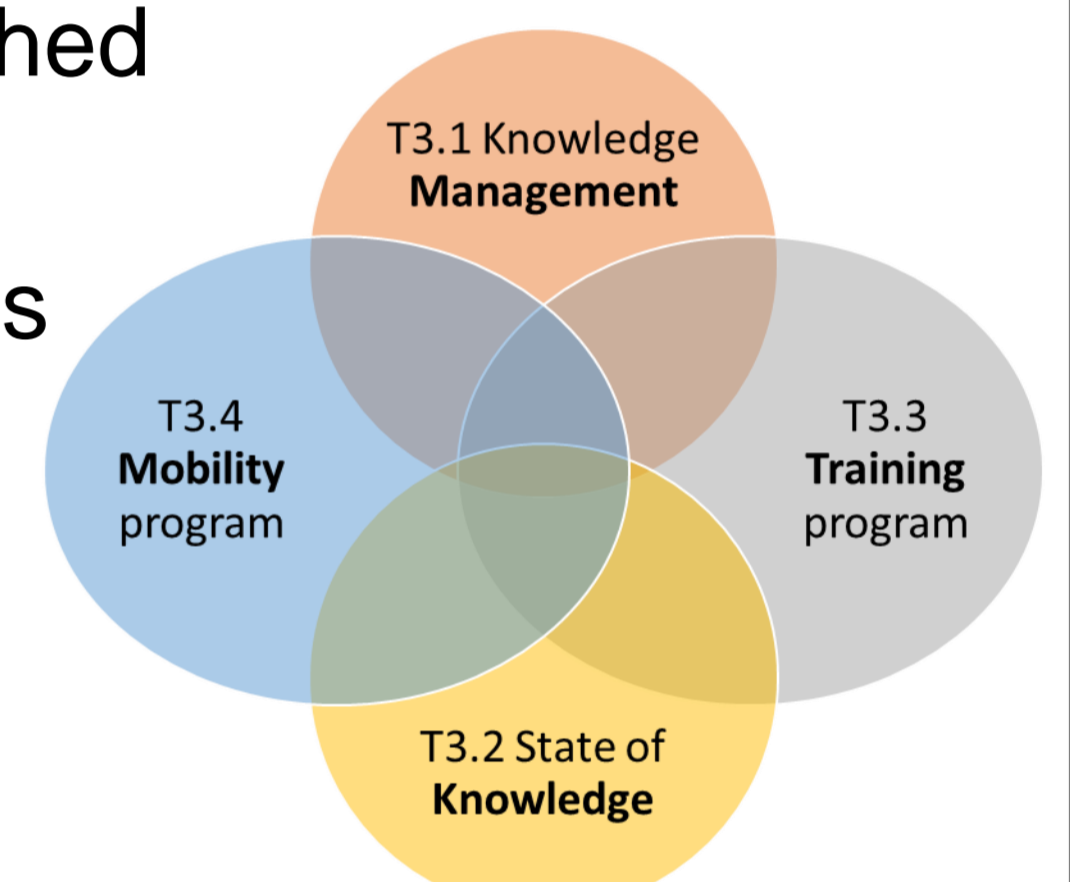 hed
T3.1 Knowledge
Management
s
T3.4
Mobility
program
T3.3
Training
program
T3.2 State of
Knowledge